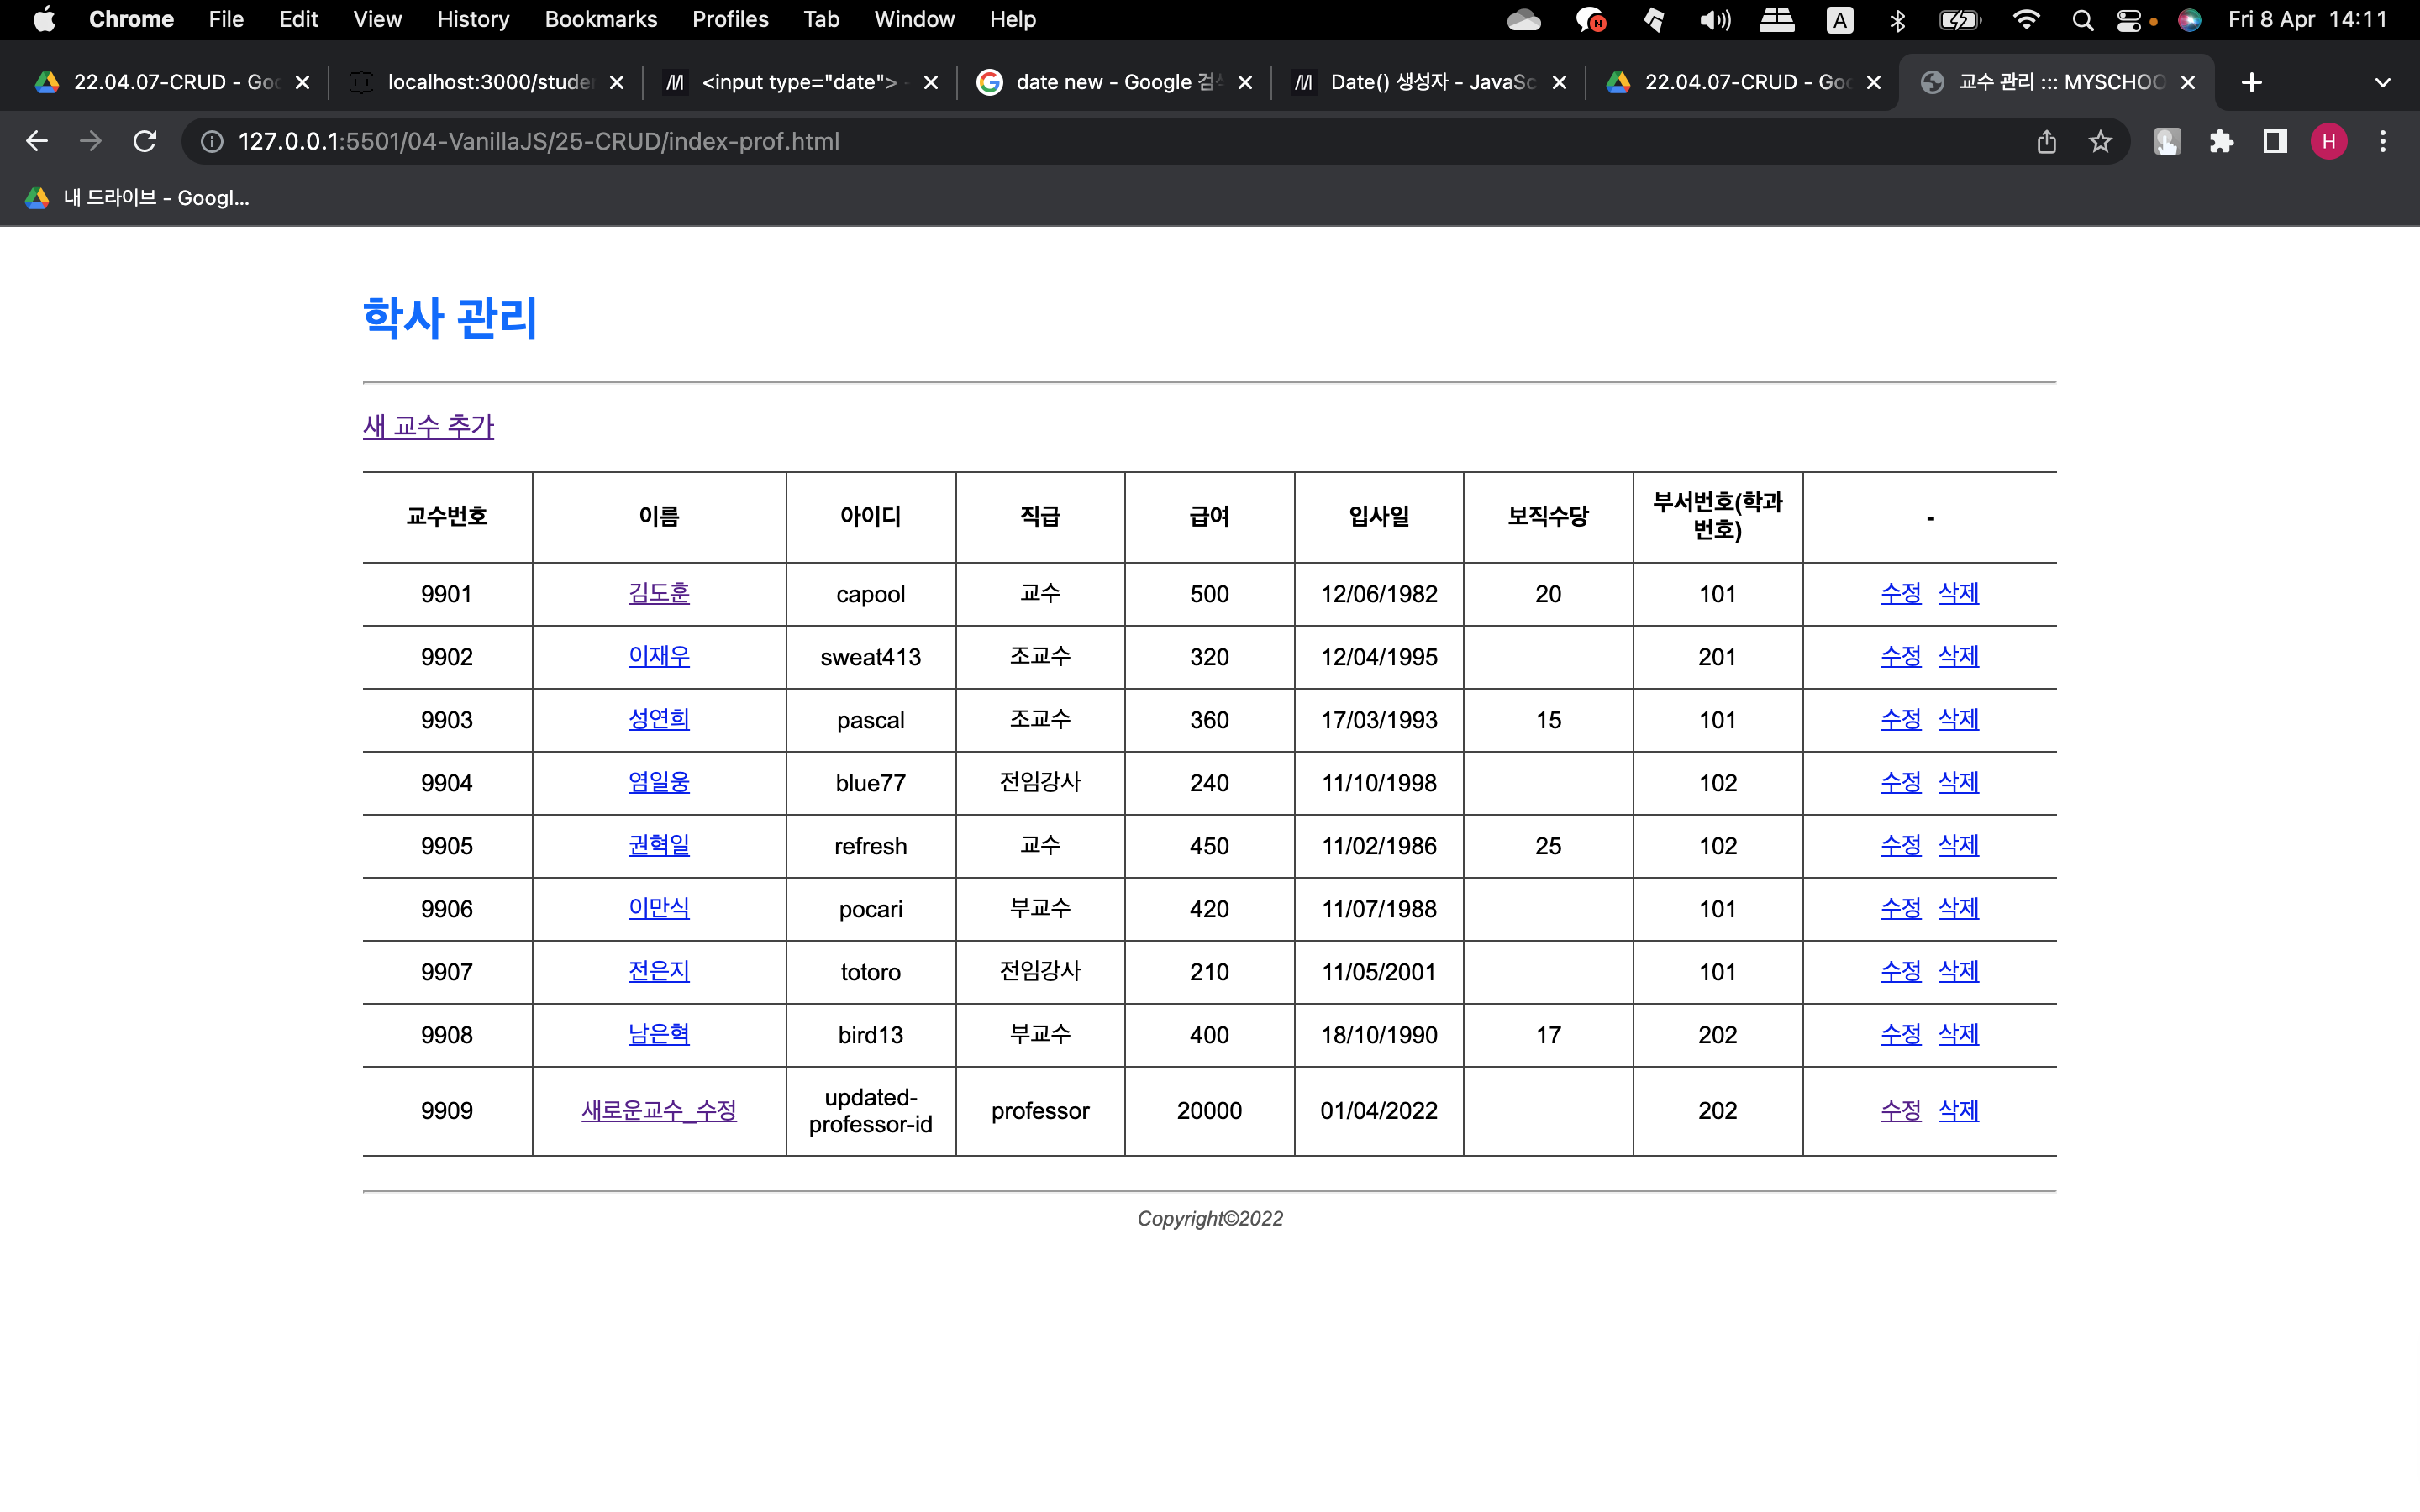 Chrome File Edit View History Bookmarks Profiles Tab Window Help A Fri 8 Apr 14:11
22.04.07-CRUD - Goo localhost:3000/stude <input type="date"> - date new - Google 검색 Date() 생성자 - JavaSc 22.04.07-CRUD - Goo 교수 관리 ::: MYSCHOO
127.0.0.1:5501/04-VanillaJS/25-CRUD/index-prof.html H
내 드라이브 - Googl...
학사 관리
새 교수 추가
교수번호 이름 아이디 직급 급여 입사일 보직수당 부서번호(학과
번호) -
9901 김도훈 capool 교수 500 12/06/1982 20 101 수정 삭제
9902 이재우 sweat413 조교수 320 12/04/1995 201 수정 삭제
9903 성연희 pascal 조교수 360 17/03/1993 15 101 수정 삭제
9904 염일웅 blue77 전임강사 240 11/10/1998 102 수정 삭제
9905 권혁일 refresh 교수 450 11/02/1986 25 102 수정 삭제
9906 이만식 pocari 부교수 420 11/07/1988 101 수정 삭제
9907 전은지 totoro 전임강사 210 11/05/2001 101 수정 삭제
9908 남은혁 bird13 부교수 400 18/10/1990 17 202 수정 삭제
9909 새로운교수_수정 updated-
professor-id professor 20000 01/04/2022 202 수정 삭제
Copyright©2022